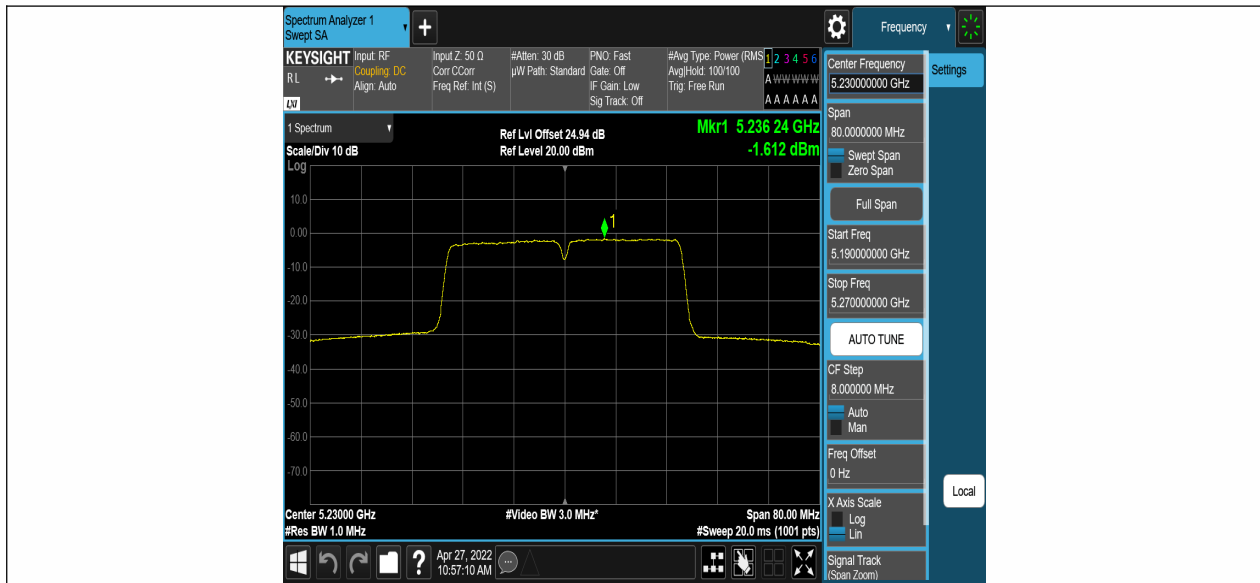 Spectrum Analyzer 1
Swept SA
+
Frequency
KEYSIGHT
RL
LXI
Input: RF
Coupling: DC
Align: Auto
Input Z: 50 Ω
Corr CCorr
Freq Ref: Int (S)
#Atten: 30 dB
µW Path: Standard
PNO: Fast
Gate: Off
IF Gain: Low
Sig Track: Off
#Avg Type: Power (RMS
Avg|Hold: 100/100
Trig: Free Run
1 2 3 4 5 6
A W W W W W
A A A A A A
1 Spectrum
Scale/Div 10 dB
Log
Ref Lvl Offset 24.94 dB
Ref Level 20.00 dBm
Mkr1 5.236 24 GHz
-1.612 dBm
1
10.0
0.00
-10.0
-20.0
-30.0
-40.0
-50.0
-60.0
-70.0
Center 5.23000 GHz
#Res BW 1.0 MHz
#Video BW 3.0 MHz*
Span 80.00 MHz
#Sweep 20.0 ms (1001 pts)
Center Frequency
5.230000000 GHz
Span
80.0000000 MHz
Swept Span
Zero Span
Full Span
Start Freq
5.190000000 GHz
Stop Freq
5.270000000 GHz
AUTO TUNE
CF Step
8.000000 MHz
Auto
Man
Freq Offset
0 Hz
X Axis Scale
Log
Lin
Signal Track
(Span Zoom)
Settings
Local
?
Apr 27, 2022
10:57:10 AM